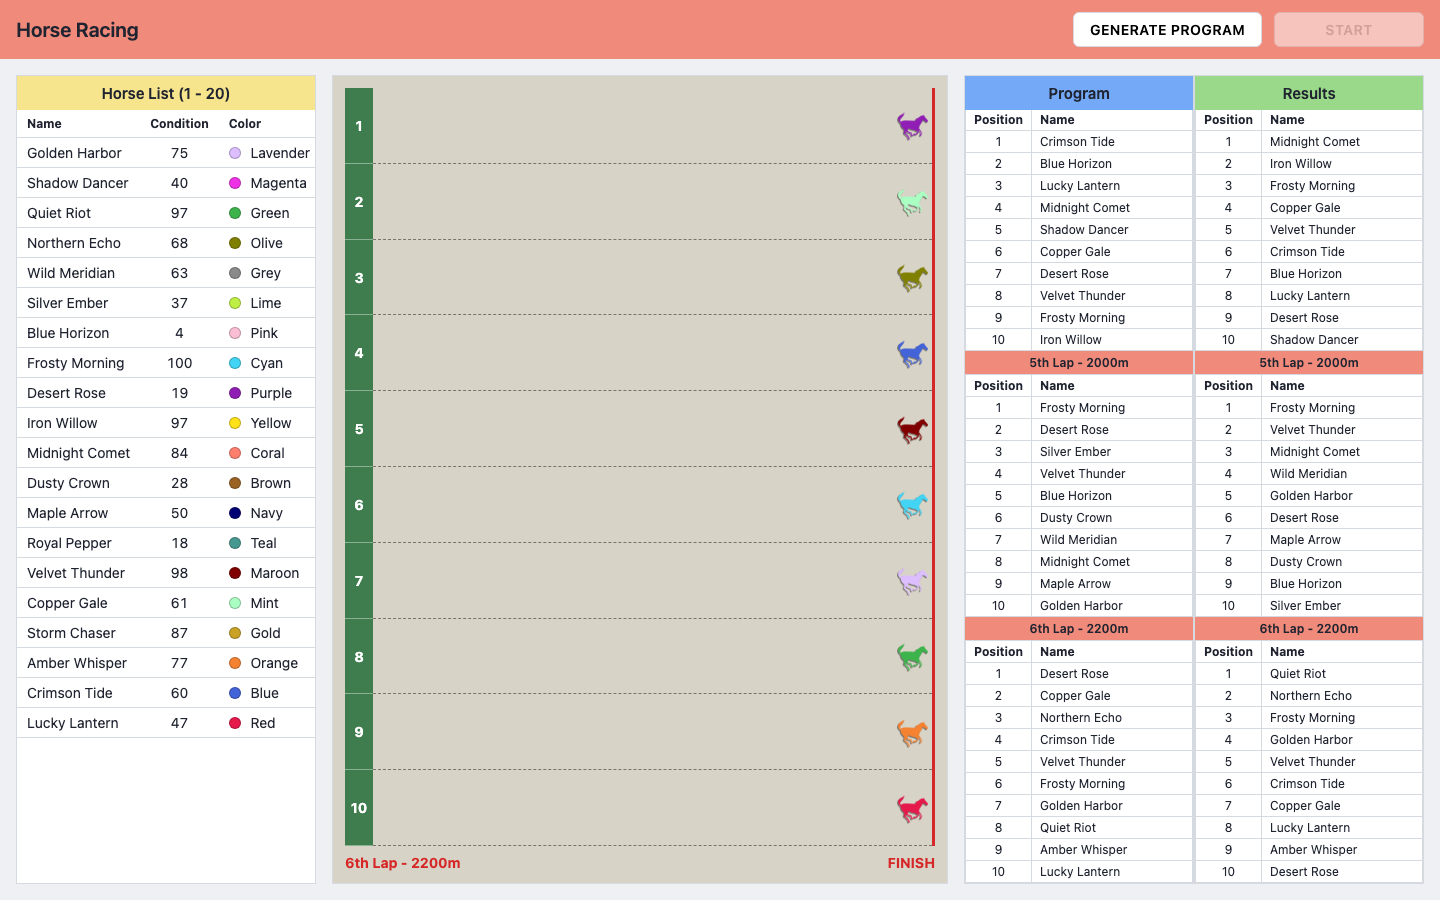 Horse Racing
GENERATE PROGRAM
START
Horse List (1 - 20)
Name Condition Color
Golden Harbor 75 Lavender
Shadow Dancer 40 Magenta
Quiet Riot 97 Green
Northern Echo 68 Olive
Wild Meridian 63 Grey
Silver Ember 37 Lime
Blue Horizon 4 Pink
Frosty Morning 100 Cyan
Desert Rose 19 Purple
Iron Willow 97 Yellow
Midnight Comet 84 Coral
Dusty Crown 28 Brown
Maple Arrow 50 Navy
Royal Pepper 18 Teal
Velvet Thunder 98 Maroon
Copper Gale 61 Mint
Storm Chaser 87 Gold
Amber Whisper 77 Orange
Crimson Tide 60 Blue
Lucky Lantern 47 Red
1
2
3
4
5
6
7
8
9
10
6th Lap - 2200m FINISH
Program
Position Name
1 Crimson Tide
2 Blue Horizon
3 Lucky Lantern
4 Midnight Comet
5 Shadow Dancer
6 Copper Gale
7 Desert Rose
8 Velvet Thunder
9 Frosty Morning
10 Iron Willow
5th Lap - 2000m
Position Name
1 Frosty Morning
2 Desert Rose
3 Silver Ember
4 Velvet Thunder
5 Blue Horizon
6 Dusty Crown
7 Wild Meridian
8 Midnight Comet
9 Maple Arrow
10 Golden Harbor
6th Lap - 2200m
Position Name
1 Desert Rose
2 Copper Gale
3 Northern Echo
4 Crimson Tide
5 Velvet Thunder
6 Frosty Morning
7 Golden Harbor
8 Quiet Riot
9 Amber Whisper
10 Lucky Lantern
Results
Position Name
1 Midnight Comet
2 Iron Willow
3 Frosty Morning
4 Copper Gale
5 Velvet Thunder
6 Crimson Tide
7 Blue Horizon
8 Lucky Lantern
9 Desert Rose
10 Shadow Dancer
5th Lap - 2000m
Position Name
1 Frosty Morning
2 Velvet Thunder
3 Midnight Comet
4 Wild Meridian
5 Golden Harbor
6 Desert Rose
7 Maple Arrow
8 Dusty Crown
9 Blue Horizon
10 Silver Ember
6th Lap - 2200m
Position Name
1 Quiet Riot
2 Northern Echo
3 Frosty Morning
4 Golden Harbor
5 Velvet Thunder
6 Crimson Tide
7 Copper Gale
8 Lucky Lantern
9 Amber Whisper
10 Desert Rose